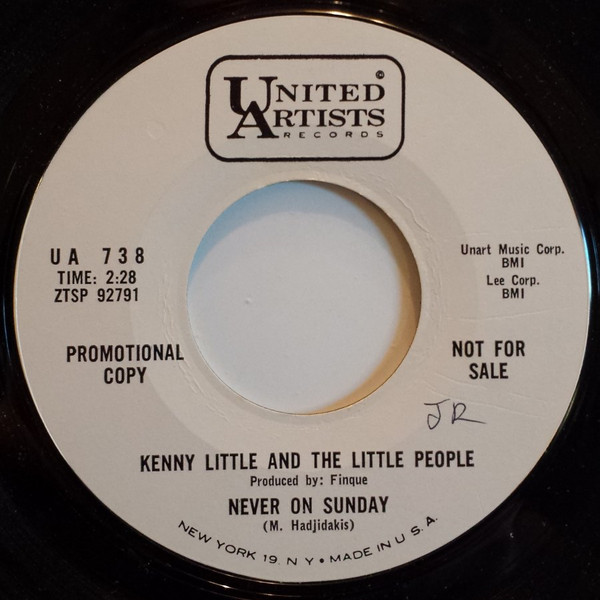 ©
UNITED
ARTISTS
RECORDS
UA 738
TIME: 2:28
ZTSP 92791
Unart Music Corp.
BMI
Lee Corp.
BMI
PROMOTIONAL
COPY
NOT FOR
SALE
JR
KENNY LITTLE AND THE LITTLE PEOPLE
Produced by: Finque
NEVER ON SUNDAY
(M. Hadjidakis)
NEW YORK 19. N Y • MADE IN U. S. A.